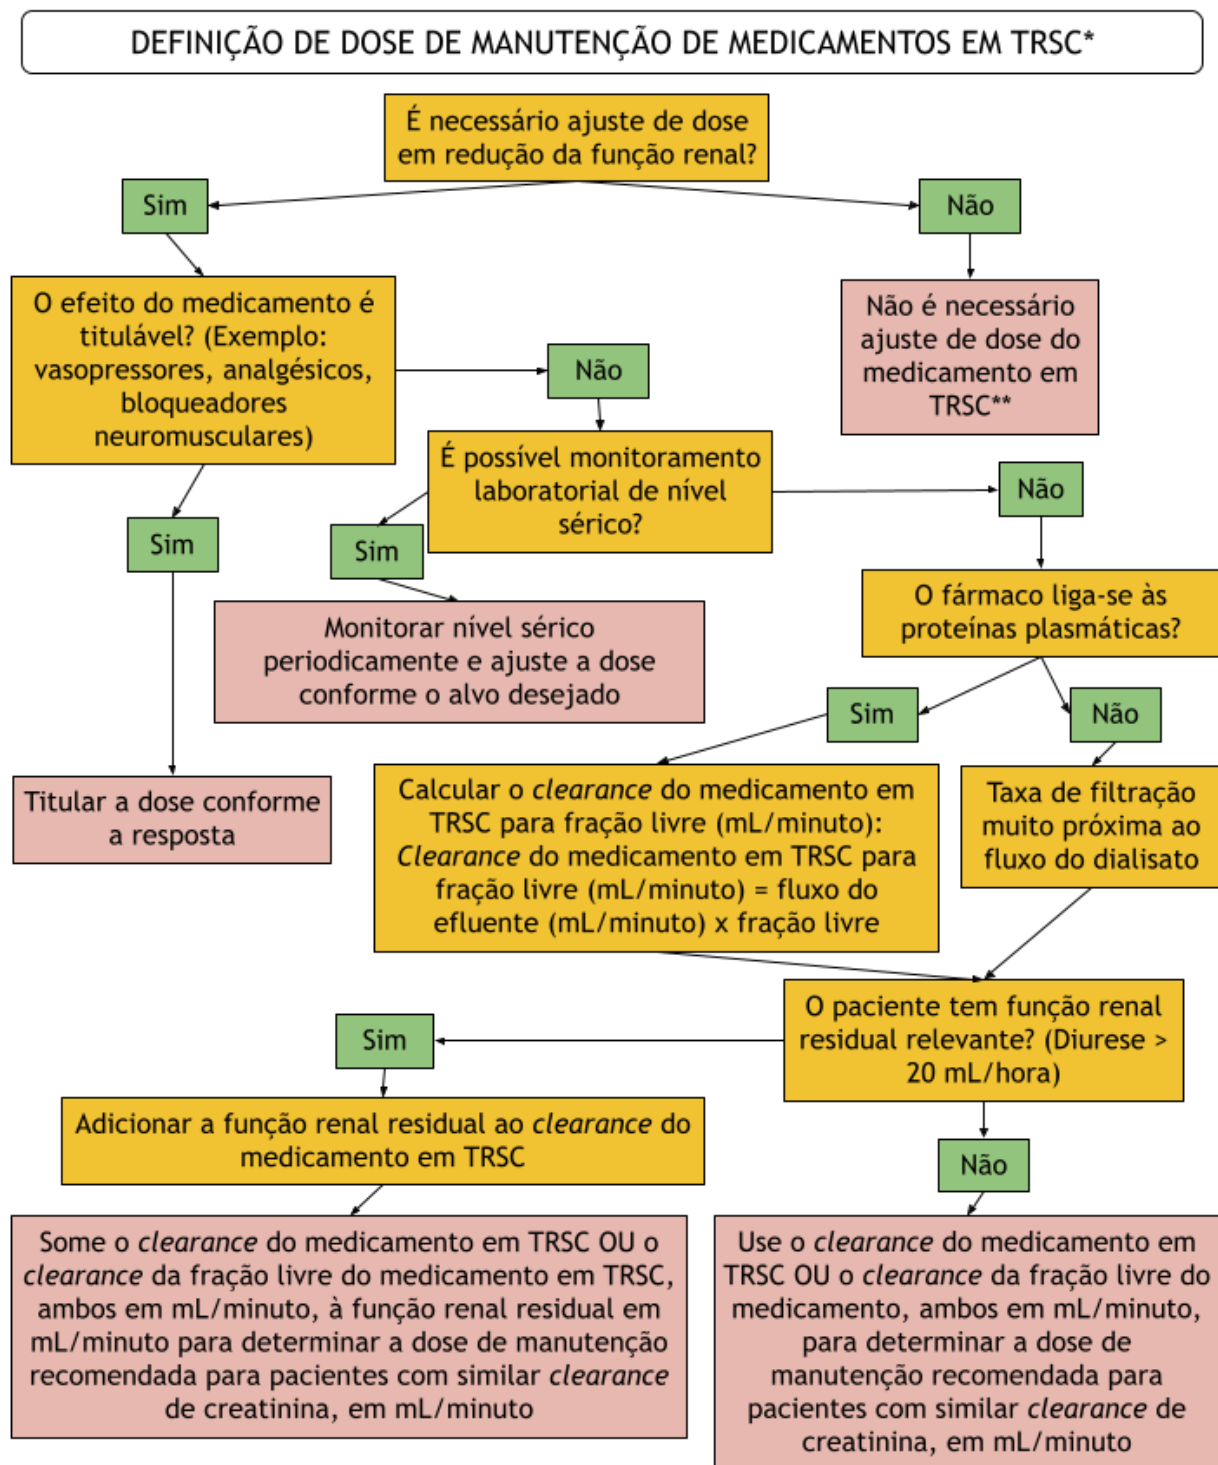 DEFINIÇÃO DE DOSE DE MANUTENÇÃO DE MEDICAMENTOS EM TRSC*
É necessário ajuste de dose
em redução da função renal?
Sim
Não
O efeito do medicamento é
titulável? (Exemplo:
vasopressores, analgésicos,
bloqueadores
neuromusculares)
Não
Não é necessário
ajuste de dose do
medicamento em
TRSC**
É possível monitoramento
laboratorial de nível
sérico?
Não
Sim
Sim
O fármaco liga-se às
proteínas plasmáticas?
Monitorar nível sérico
periodicamente e ajuste a dose
conforme o alvo desejado
Sim
Não
Titular a dose conforme
a resposta
Calcular o clearance do medicamento em
TRSC para fração livre (mL/minuto):
Clearance do medicamento em TRSC para
fração livre (mL/minuto) = fluxo do
efluente (mL/minuto) x fração livre
Taxa de filtração
muito próxima ao
fluxo do dialisato
O paciente tem função renal
residual relevante? (Diurese >
20 mL/hora)
Sim
Adicionar a função renal residual ao clearance do
medicamento em TRSC
Não
Some o clearance do medicamento em TRSC OU o
clearance da fração livre do medicamento em TRSC,
ambos em mL/minuto, à função renal residual em
mL/minuto para determinar a dose de manutenção
recomendada para pacientes com similar clearance
de creatinina, em mL/minuto
Use o clearance do medicamento em
TRSC OU o clearance da fração livre do
medicamento, ambos em mL/minuto,
para determinar a dose de
manutenção recomendada para
pacientes com similar clearance de
creatinina, em mL/minuto